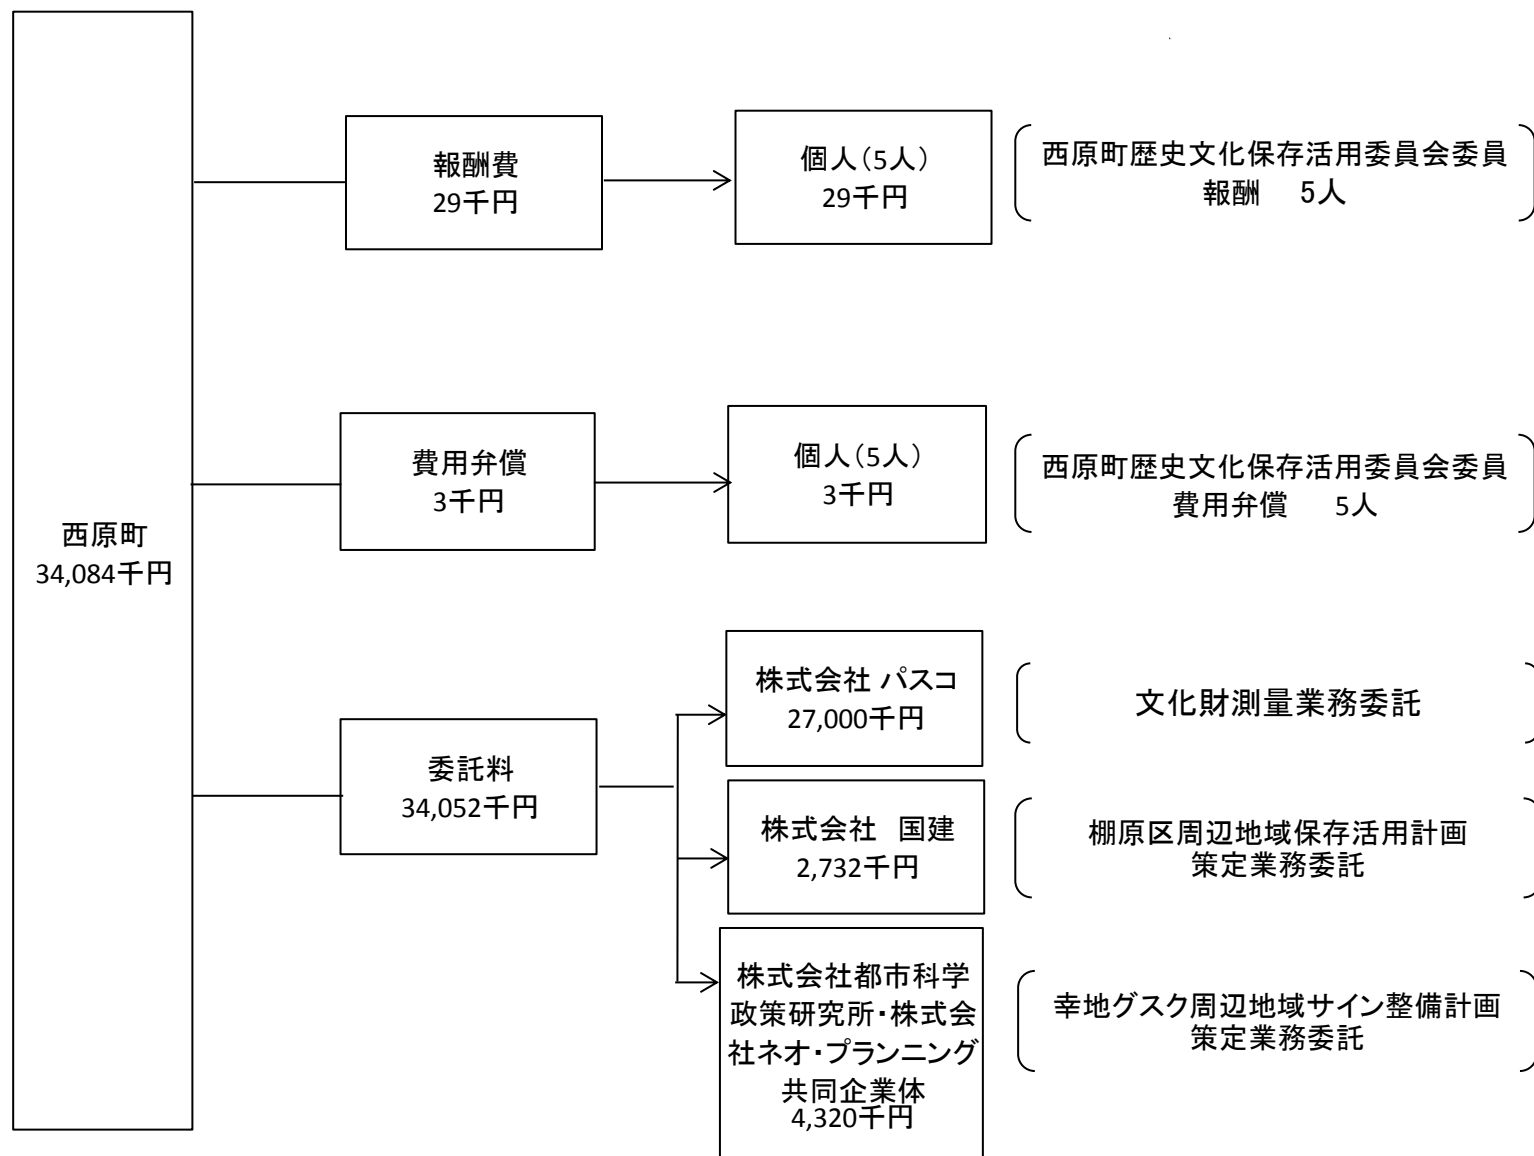 西原町
34,084千円
報酬費
29千円
個人(5人)
29千円
西原町歴史文化保存活用委員会委員
報酬　5人
費用弁償
3千円
個人(5人)
3千円
西原町歴史文化保存活用委員会委員
費用弁償　5人
委託料
34,052千円
株式会社 パスコ
27,000千円
文化財測量業務委託
株式会社　国建
2,732千円
棚原区周辺地域保存活用計画
策定業務委託
株式会社都市科学
政策研究所・株式会
社ネオ・プランニング
共同企業体
4,320千円
幸地グスク周辺地域サイン整備計画
策定業務委託